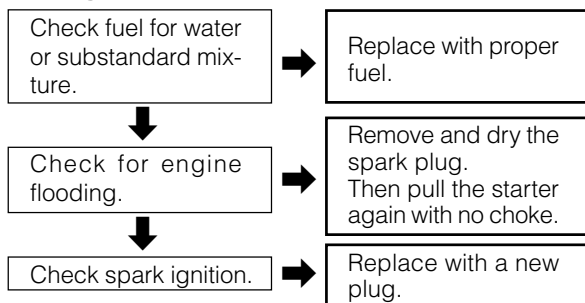 Check fuel for water
or substandard mix-
ture.
Replace with proper
fuel.
Check for engine
flooding.
Remove and dry the
spark plug.
Then pull the starter
again with no choke.
Check spark ignition.
Replace with a new
plug.